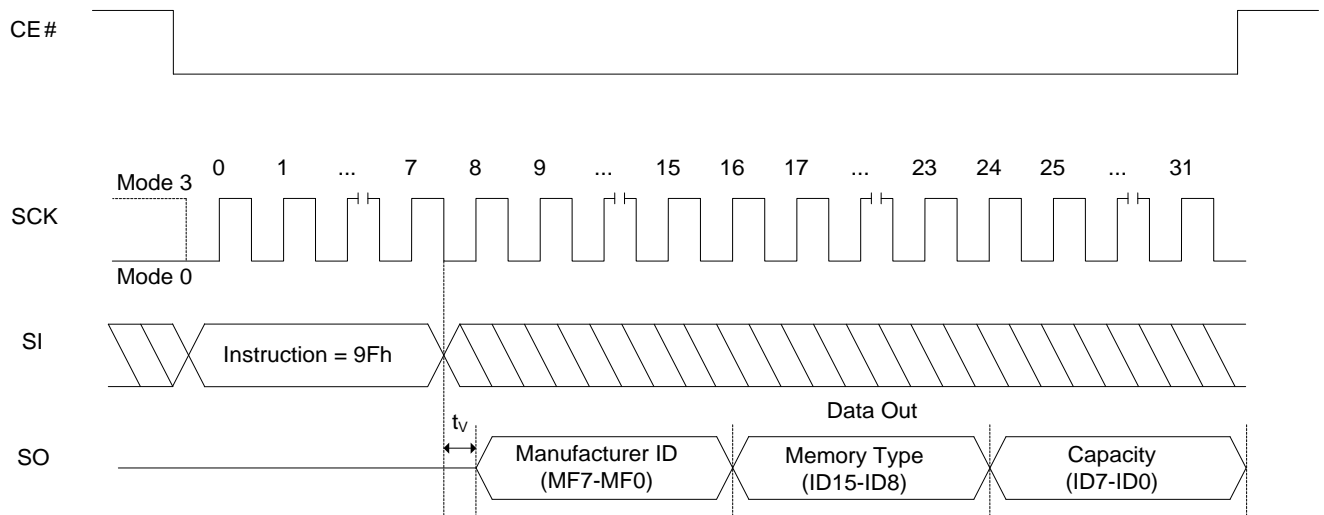 CE#
0 1 ... 7 8 9 ... 15 16 17 ... 23 24 25 ... 31
Mode 3
SCK
Mode 0
SI
Instruction = 9Fh
Data Out
tV
SO
Manufacturer ID
(MF7-MF0)
Memory Type
(ID15-ID8)
Capacity
(ID7-ID0)